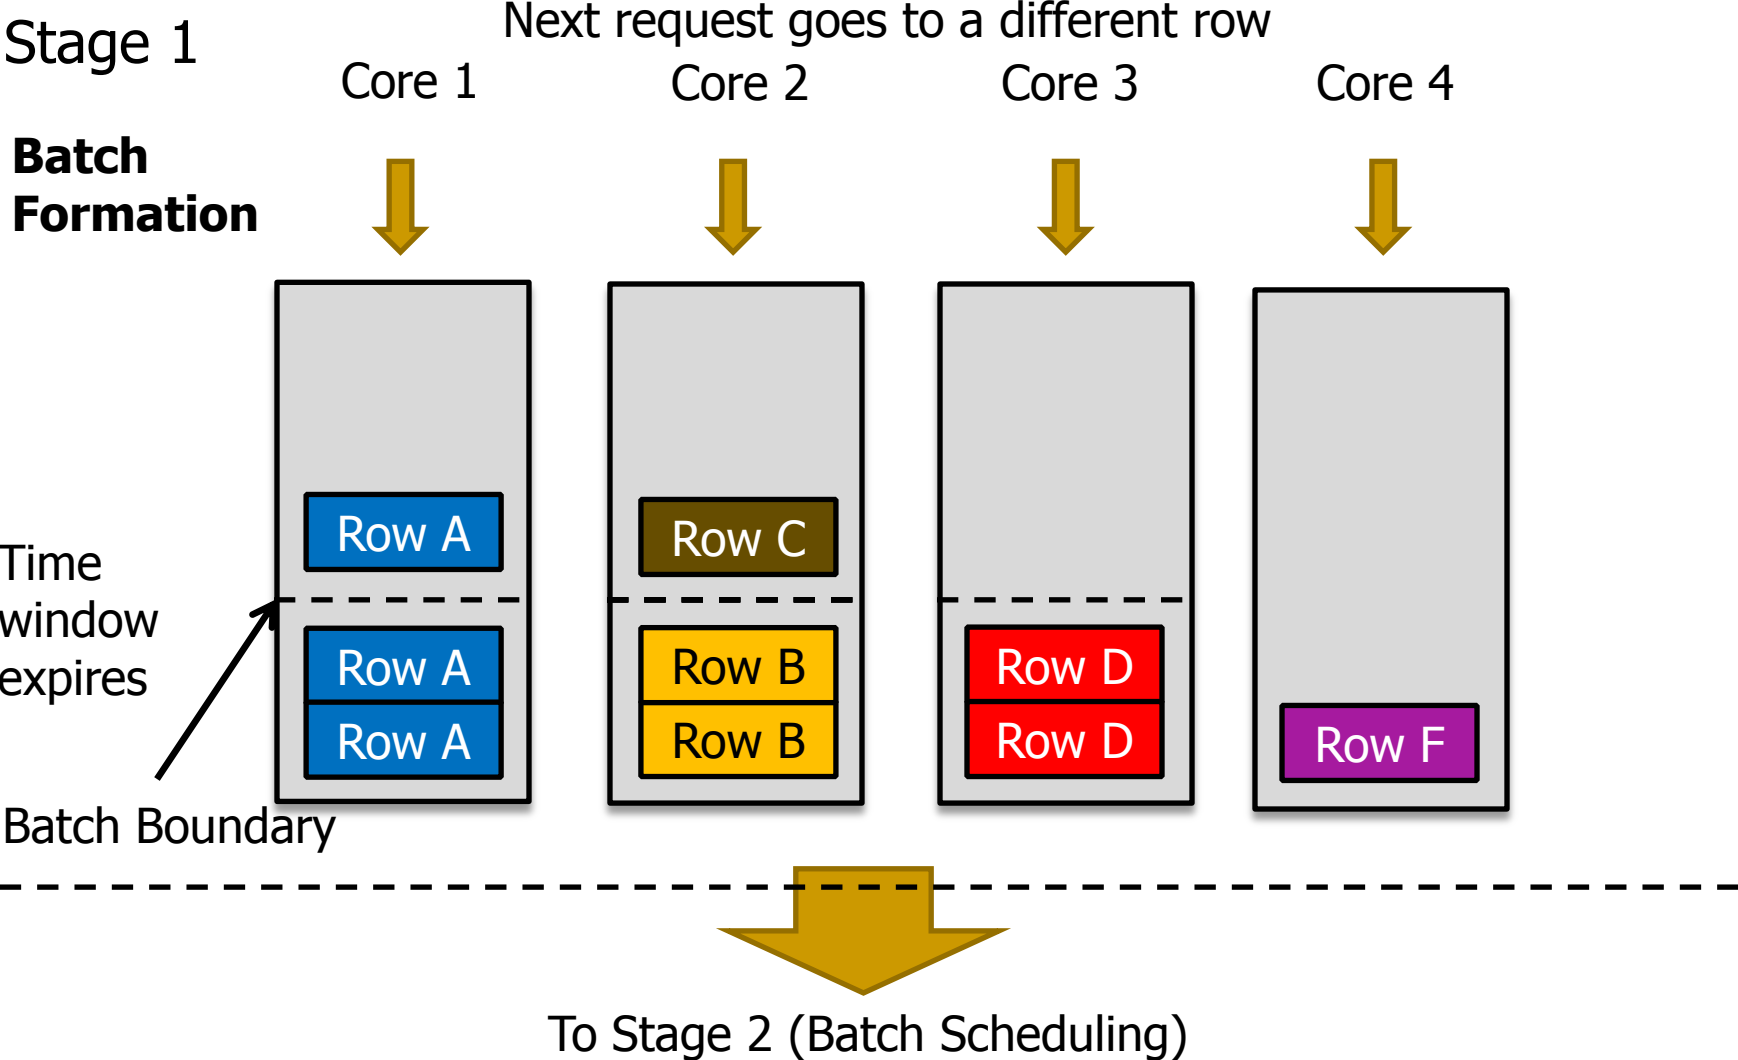 Stage 1
Next request goes to a different row
Core 1
Core 2
Core 3
Core 4
Batch
Formation
Row A
Row C
Time
window
expires
Row A
Row B
Row D
Row A
Row B
Row D
Row F
Batch Boundary
To Stage 2 (Batch Scheduling)